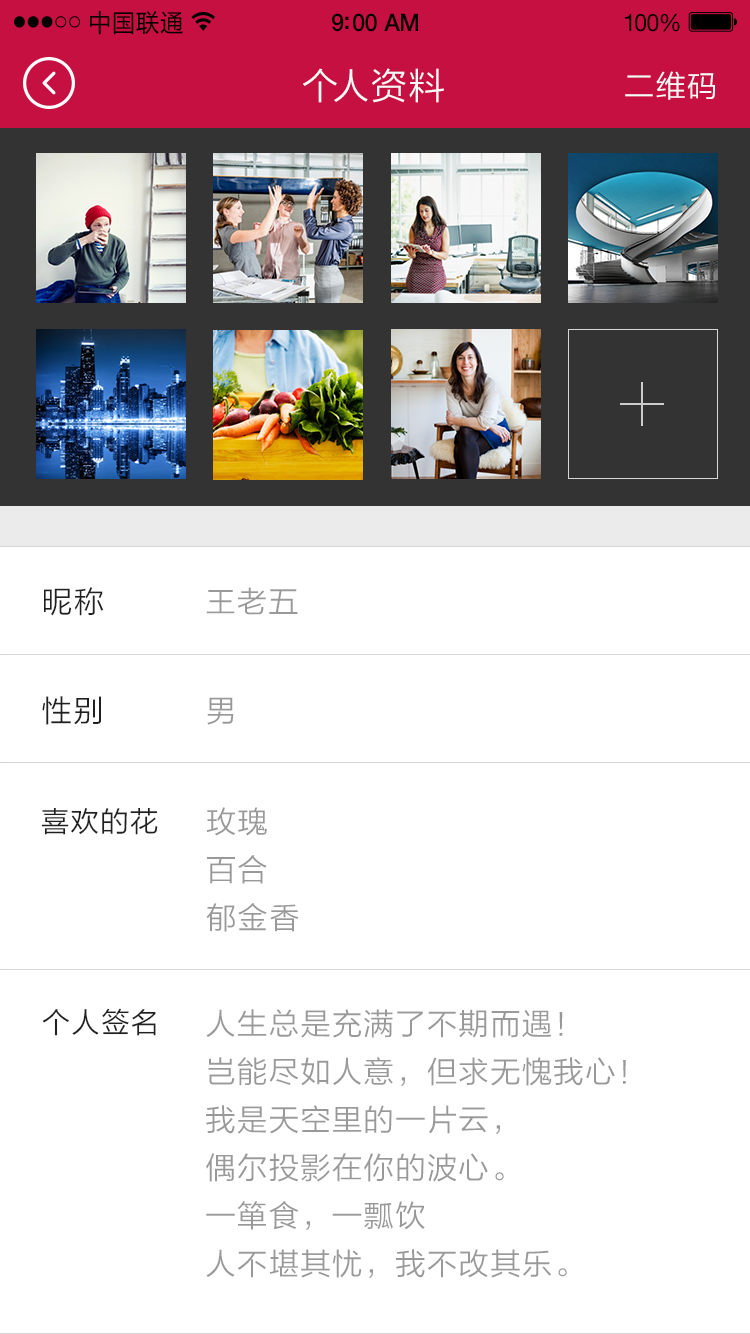 中国联通 9:00 AM 100%
个人资料 二维码
昵称 王老五
性别 男
喜欢的花 玫瑰
百合
郁金香
个人签名 人生总是充满了不期而遇！
岂能尽如人意，但求无愧我心！
我是天空里的一片云，
偶尔投影在你的波心。
一箪食，一瓢饮
人不堪其忧，我不改其乐。